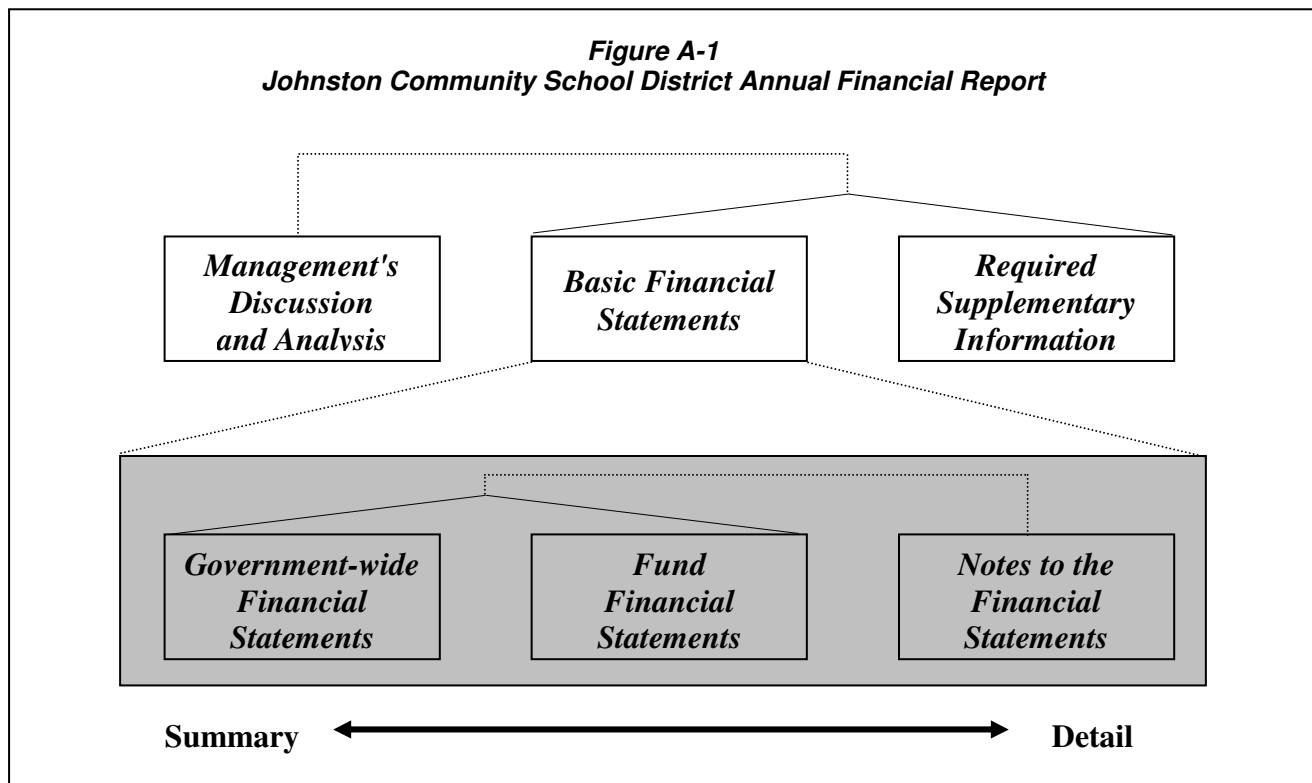 Figure A-1
Johnston Community School District Annual Financial Report
Management's
Discussion
and Analysis
Basic Financial
Statements
Required
Supplementary
Information
Government-wide
Financial
Statements
Fund
Financial
Statements
Notes to the
Financial
Statements
Summary
Detail